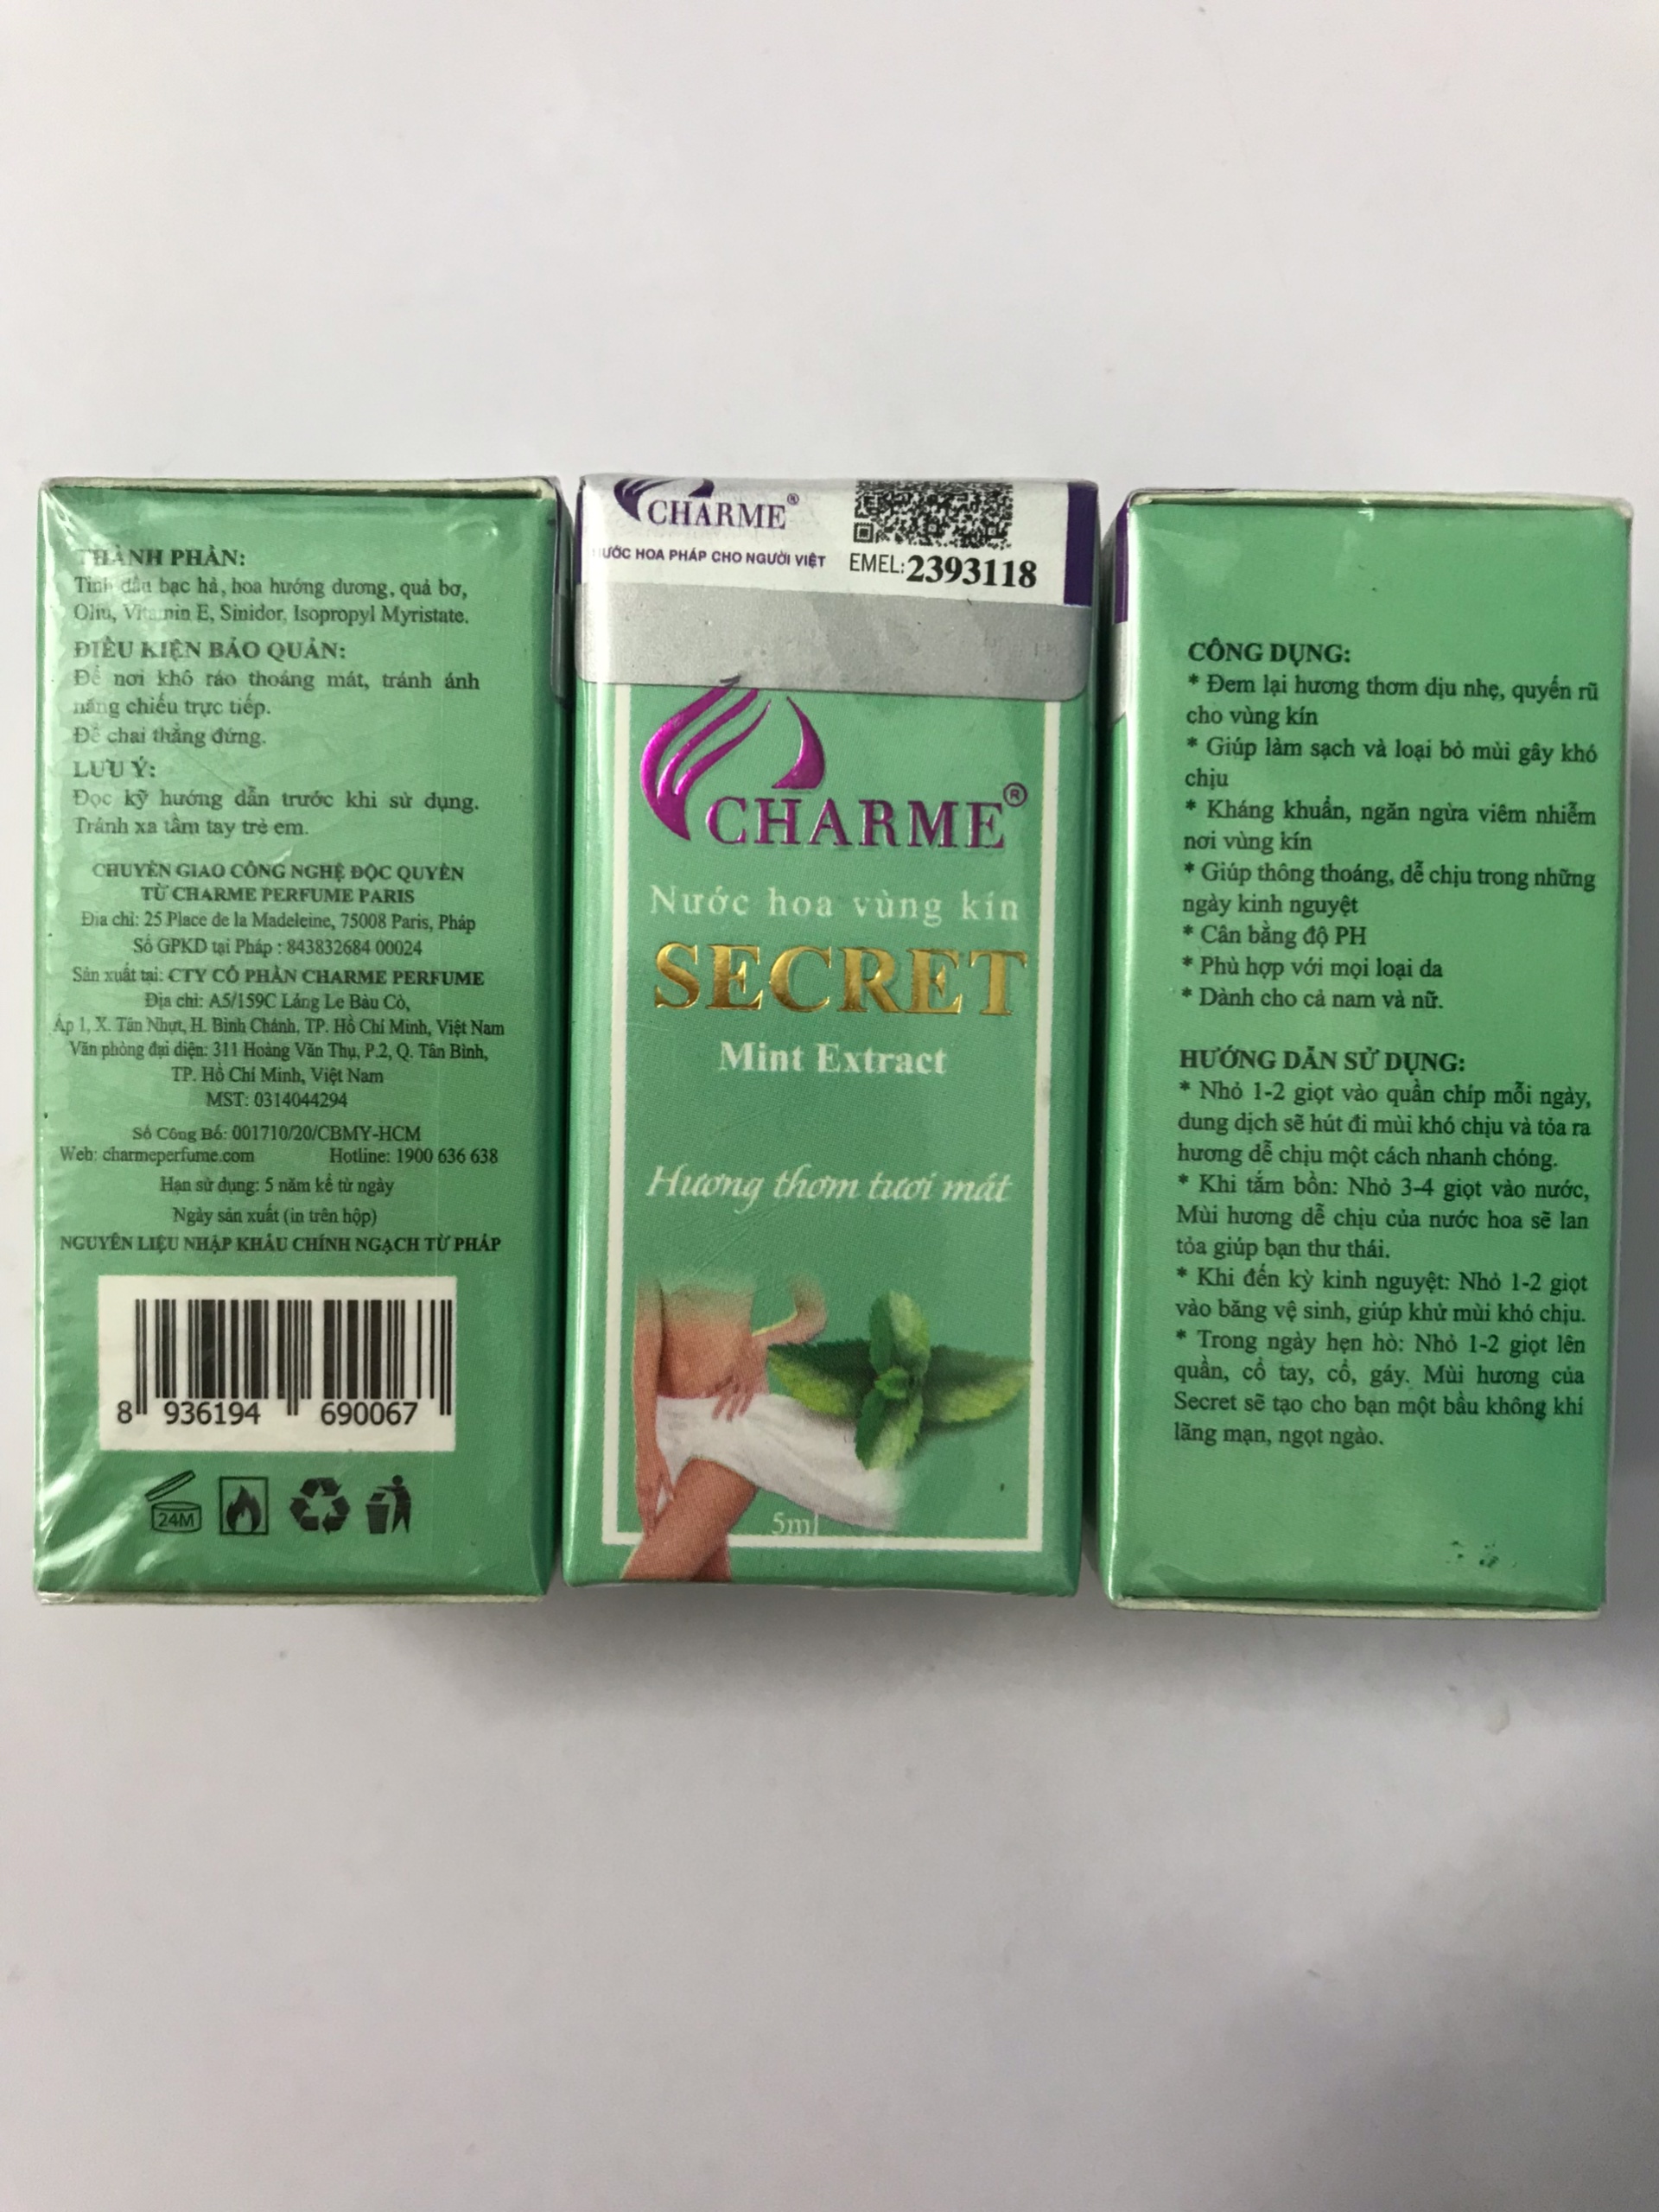 THÀNH PHẦN:
Tinh dầu bạc hà, hoa hướng dương, quả bơ,
Oliu, Vitamin E, Sinidor, Isopropyl Myristate.
ĐIỀU KIỆN BẢO QUẢN:
Để nơi khô ráo thoáng mát, tránh ánh
nắng chiếu trực tiếp.
Để chai thẳng đứng.
LƯU Ý:
Đọc kỹ hướng dẫn trước khi sử dụng.
Tránh xa tầm tay trẻ em.
CHUYỂN GIAO CÔNG NGHỆ ĐỘC QUYỀN
TỪ CHARME PERFUME PARIS
Địa chỉ: 25 Place de la Madeleine, 75008 Paris, Pháp
Số GPKD tại Pháp : 843832684 00024
Sản xuất tại: CTY CỔ PHẦN CHARME PERFUME
Địa chỉ: A5/159C Láng Le Bàu Cò,
Ấp 1, X. Tân Nhựt, H. Bình Chánh, TP. Hồ Chí Minh, Việt Nam
Văn phòng đại diện: 311 Hoàng Văn Thụ, P.2, Q. Tân Bình,
TP. Hồ Chí Minh, Việt Nam
MST: 0314044294
Số Công Bố: 001710/20/CBMY-HCM
Web: charmeperfume.com Hotline: 1900 636 638
Hạn sử dụng: 5 năm kể từ ngày
Ngày sản xuất (in trên hộp)
NGUYÊN LIỆU NHẬP KHẨU CHÍNH NGẠCH TỪ PHÁP
8 936194 690067
24M
CHARME®
NƯỚC HOA PHÁP CHO NGƯỜI VIỆT
EMEL:2393118
CHARME®
Nước hoa vùng kín
SECRET
Mint Extract
Hương thơm tươi mát
5ml
CÔNG DỤNG:
* Đem lại hương thơm dịu nhẹ, quyến rũ
cho vùng kín
* Giúp làm sạch và loại bỏ mùi gây khó
chịu
* Kháng khuẩn, ngăn ngừa viêm nhiễm
nơi vùng kín
* Giúp thông thoáng, dễ chịu trong những
ngày kinh nguyệt
* Cân bằng độ PH
* Phù hợp với mọi loại da
* Dành cho cả nam và nữ.
HƯỚNG DẪN SỬ DỤNG:
* Nhỏ 1-2 giọt vào quần chíp mỗi ngày,
dung dịch sẽ hút đi mùi khó chịu và tỏa ra
hương dễ chịu một cách nhanh chóng.
* Khi tắm bồn: Nhỏ 3-4 giọt vào nước,
Mùi hương dễ chịu của nước hoa sẽ lan
tỏa giúp bạn thư thái.
* Khi đến kỳ kinh nguyệt: Nhỏ 1-2 giọt
vào băng vệ sinh, giúp khử mùi khó chịu.
* Trong ngày hẹn hò: Nhỏ 1-2 giọt lên
quần, cổ tay, cổ, gáy. Mùi hương của
Secret sẽ tạo cho bạn một bầu không khí
lãng mạn, ngọt ngào.